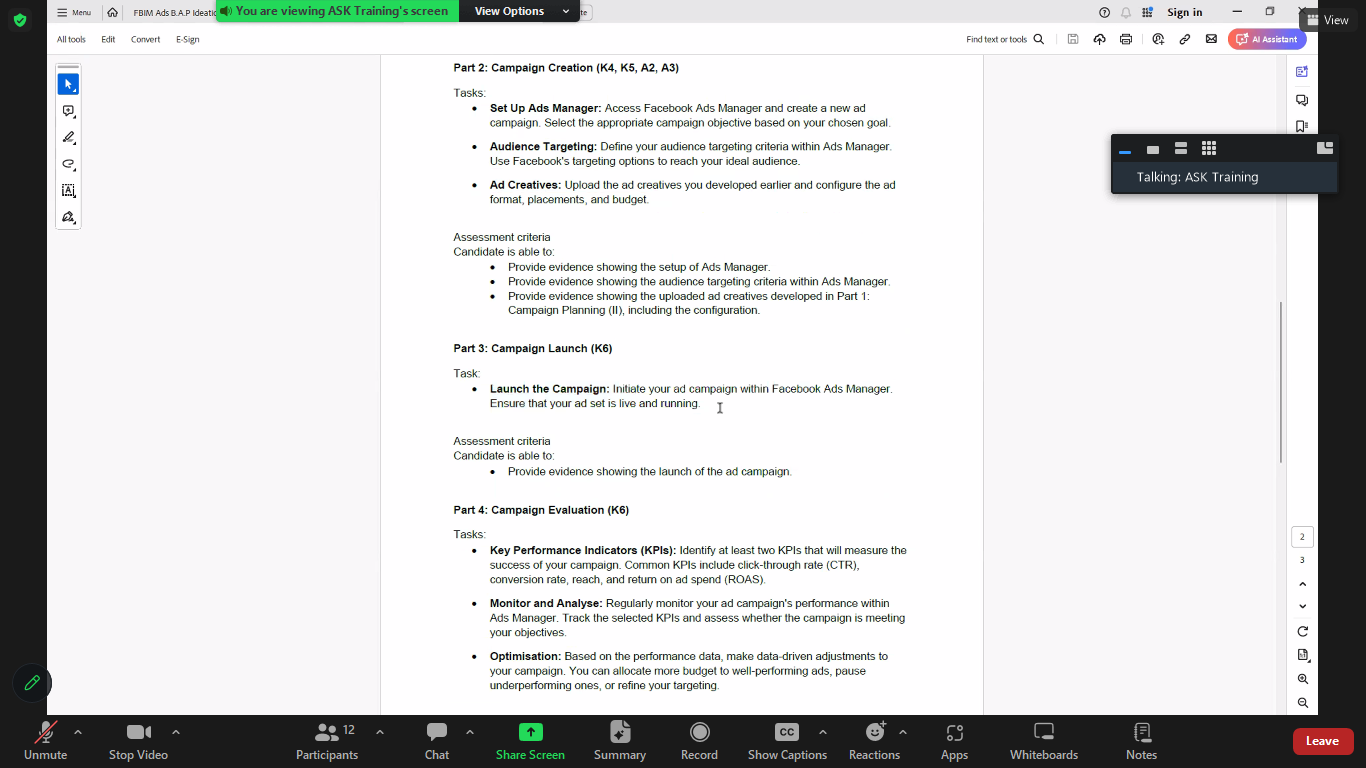 Menu
FBIM Ads B.A.P Ideatic
You are viewing ASK Training's screen
View Options
te
Sign in
View
All tools
Edit
Convert
E-Sign
Find text or tools
AI Assistant
Part 2: Campaign Creation (K4, K5, A2, A3)
Tasks:
• Set Up Ads Manager: Access Facebook Ads Manager and create a new ad
campaign. Select the appropriate campaign objective based on your chosen goal.
• Audience Targeting: Define your audience targeting criteria within Ads Manager.
Use Facebook's targeting options to reach your ideal audience.
• Ad Creatives: Upload the ad creatives you developed earlier and configure the ad
format, placements, and budget.
Talking: ASK Training
Assessment criteria
Candidate is able to:
• Provide evidence showing the setup of Ads Manager.
• Provide evidence showing the audience targeting criteria within Ads Manager.
• Provide evidence showing the uploaded ad creatives developed in Part 1:
Campaign Planning (II), including the configuration.
Part 3: Campaign Launch (K6)
Task:
• Launch the Campaign: Initiate your ad campaign within Facebook Ads Manager.
Ensure that your ad set is live and running.
Assessment criteria
Candidate is able to:
• Provide evidence showing the launch of the ad campaign.
Part 4: Campaign Evaluation (K6)
Tasks:
• Key Performance Indicators (KPIs): Identify at least two KPIs that will measure the
success of your campaign. Common KPIs include click-through rate (CTR),
conversion rate, reach, and return on ad spend (ROAS).
• Monitor and Analyse: Regularly monitor your ad campaign's performance within
Ads Manager. Track the selected KPIs and assess whether the campaign is meeting
your objectives.
• Optimisation: Based on the performance data, make data-driven adjustments to
your campaign. You can allocate more budget to well-performing ads, pause
underperforming ones, or refine your targeting.
2
3
Unmute
Stop Video
Participants
12
Chat
Share Screen
Summary
Record
CC
Show Captions
Reactions
Apps
Whiteboards
Notes
Leave